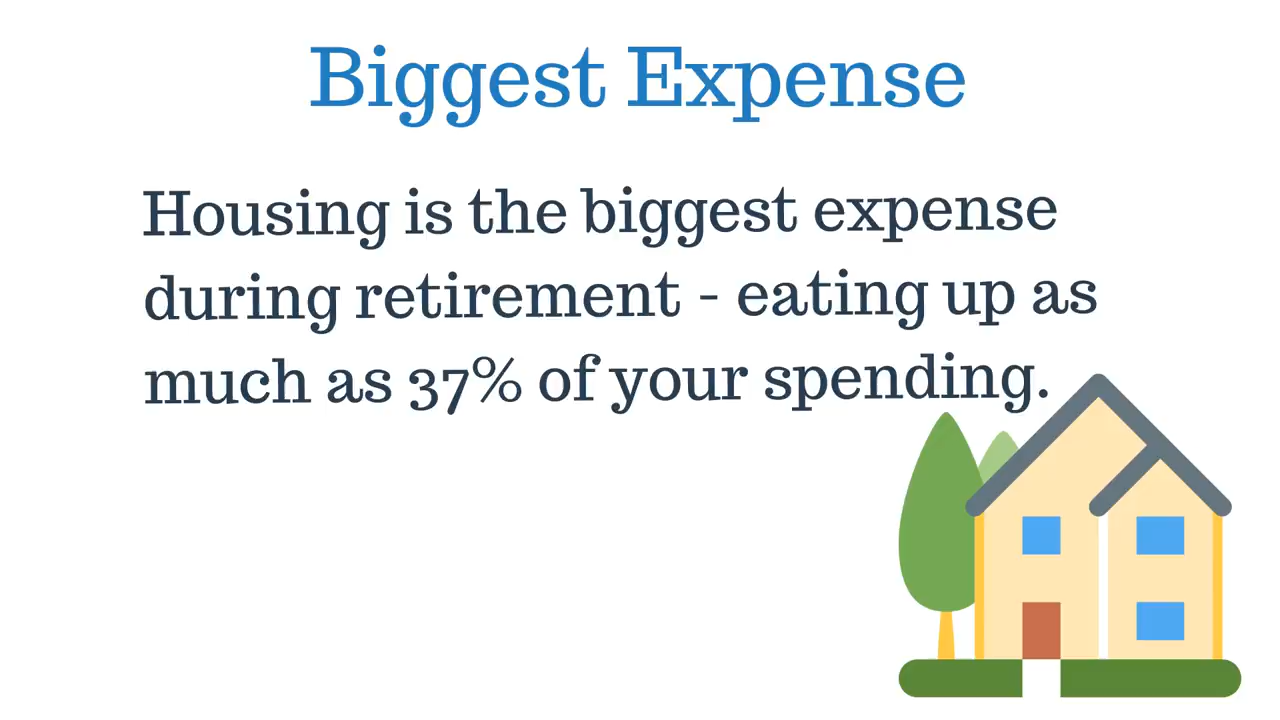 Biggest Expense
Housing is the biggest expense
during retirement - eating up as
much as 37% of your spending.